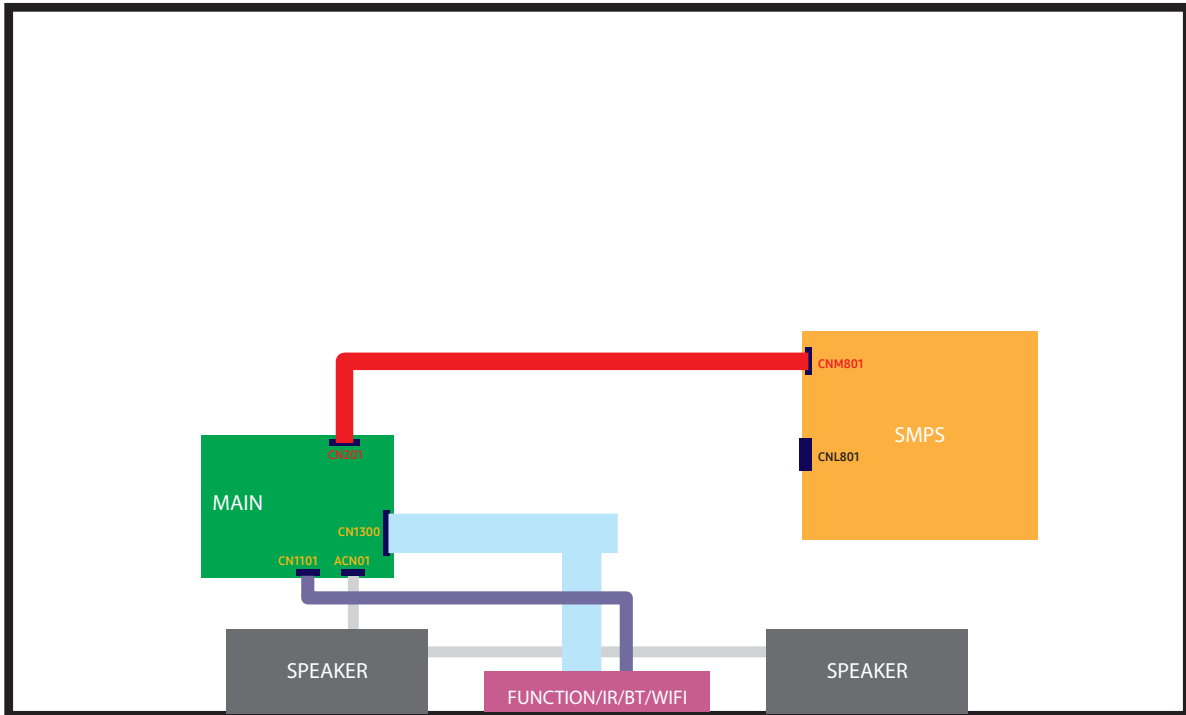 CNM801
SMPS
CN201
CNL801
MAIN
CN1300
CN1101 ACN01
SPEAKER
SPEAKER
FUNCTION/IR/BT/WIFI